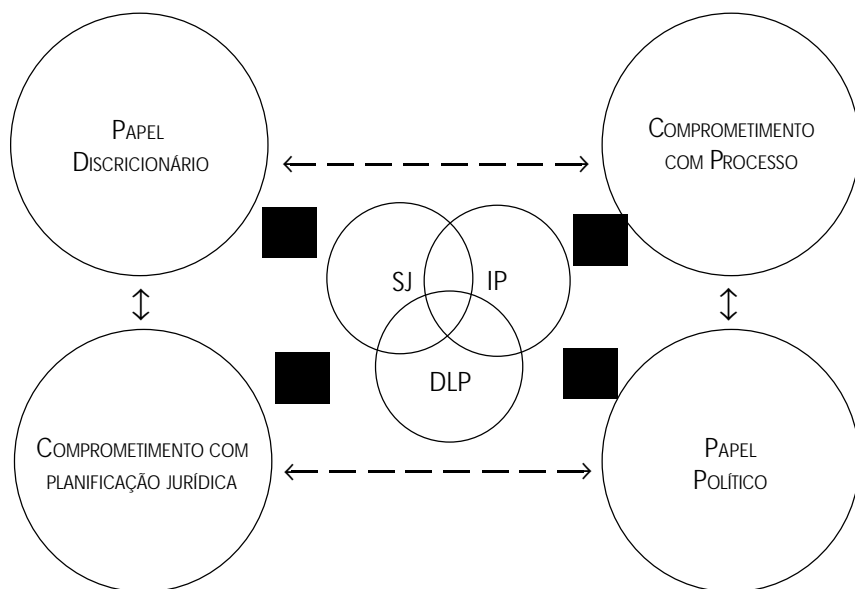 PAPEL
DISCRICIONÁRIO
COMPROMETIMENTO
COM PROCESSO
SJ
IP
DLP
COMPROMETIMENTO COM
PLANIFICAÇÃO JURÍDICA
PAPEL
POLÍTICO